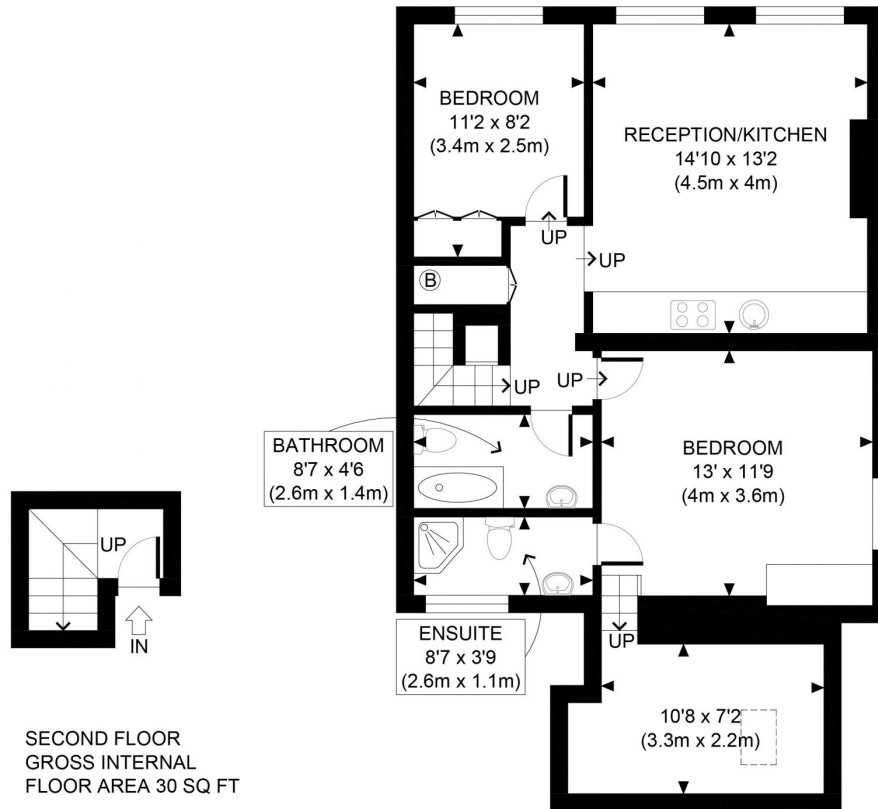 BEDROOM
11'2 x 8'2
(3.4m x 2.5m)
RECEPTION/KITCHEN
14'10 x 13'2
(4.5m x 4m)
UP
UP
B
UP
UP
BATHROOM
8'7 x 4'6
(2.6m x 1.4m)
BEDROOM
13' x 11'9
(4m x 3.6m)
UP
IN
ENSUITE
8'7 x 3'9
(2.6m x 1.1m)
UP
10'8 x 7'2
(3.3m x 2.2m)
SECOND FLOOR
GROSS INTERNAL
FLOOR AREA 30 SQ FT